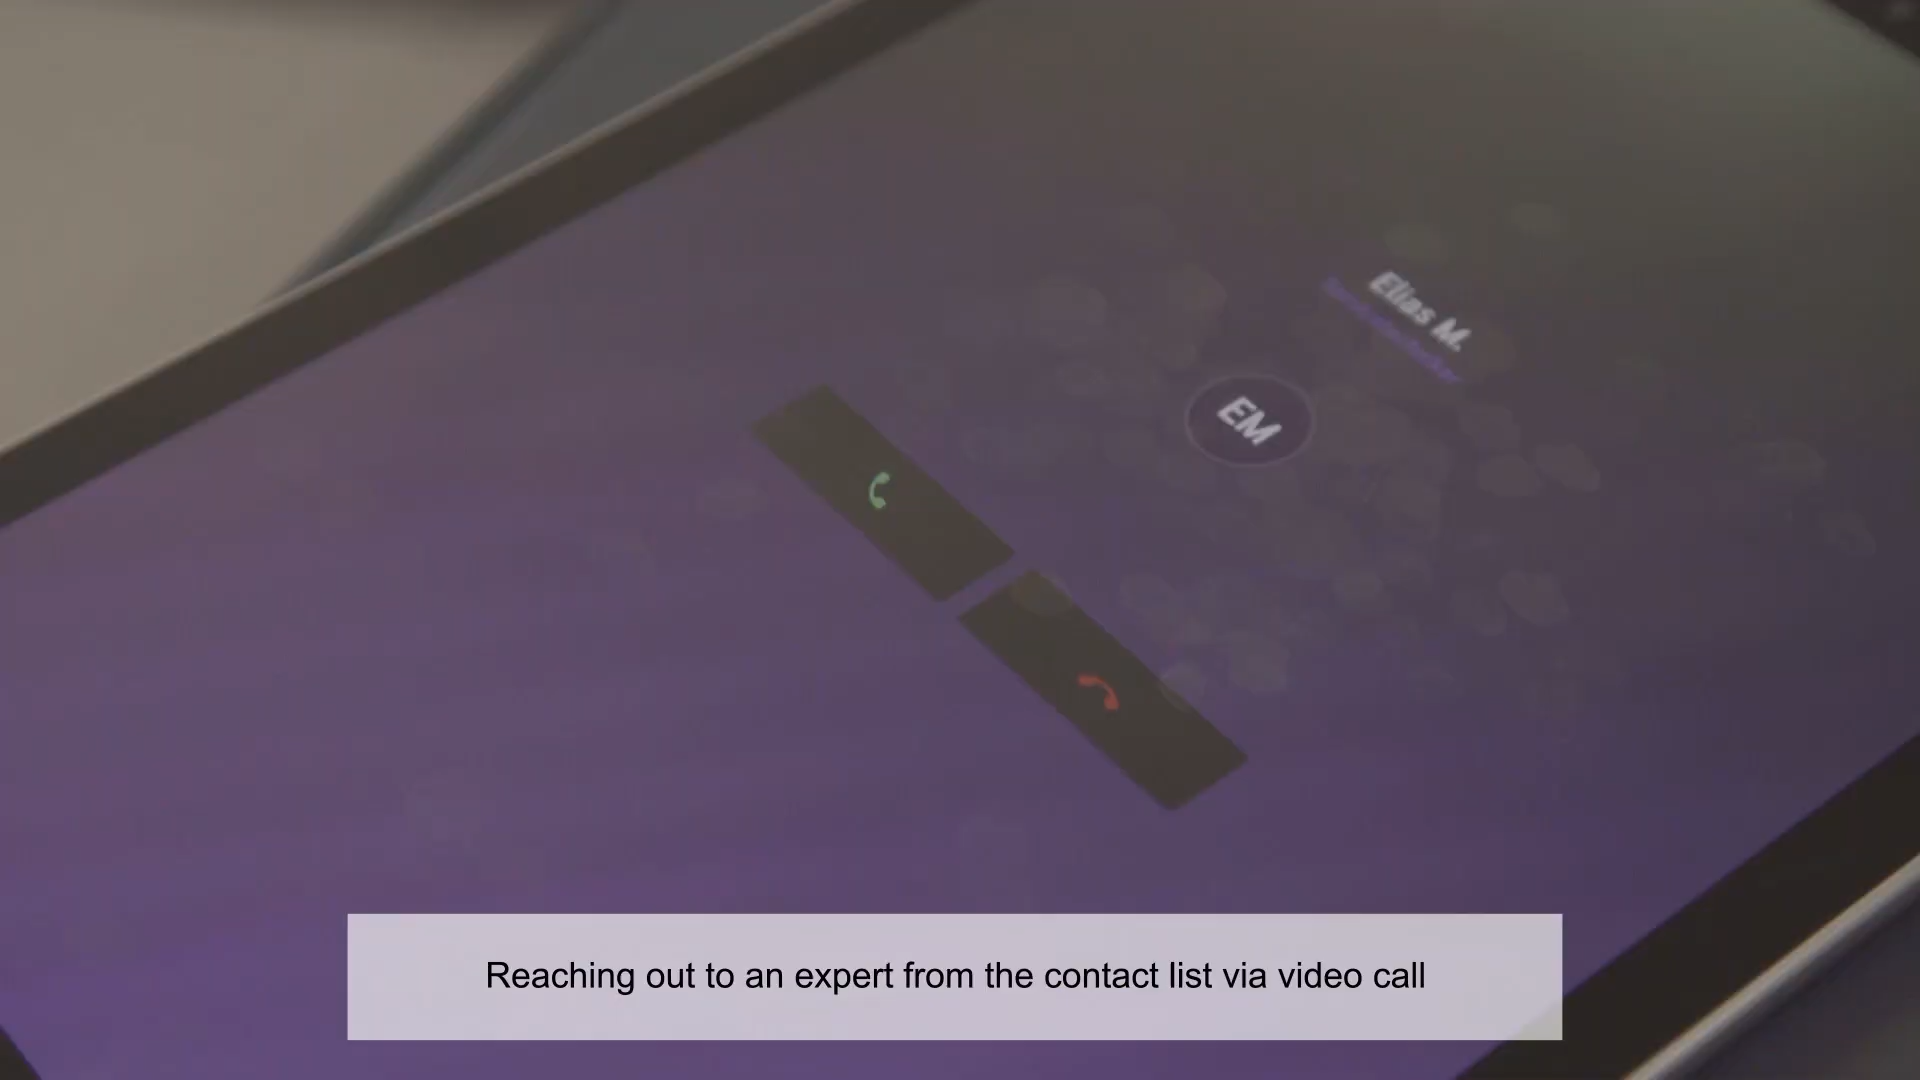 Elias M.
EM
Reaching out to an expert from the contact list via video call